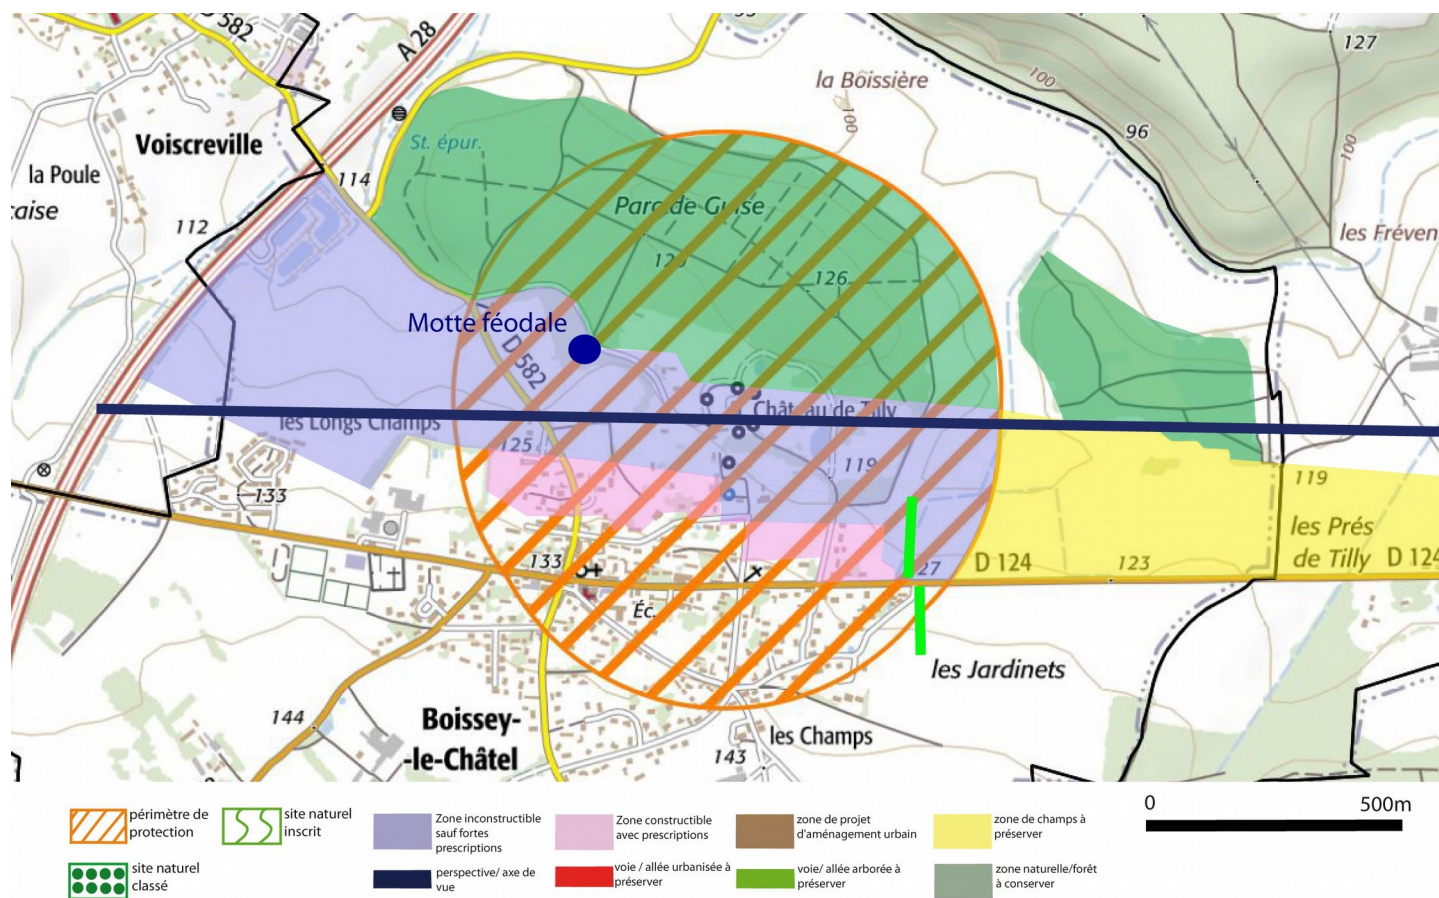 D 582
A 28
127
la Boissière
100
100
96
100
Voiscreville
St. épur.
la Poule
caise
114
112
Parc de Guise
les Fréven
126
Motte féodale
D 582
Château de Tilly
les Longs Champs
125
119
119
133
les Prés
de Tilly
D 124
133
D 124
123
27
Éc.
les Jardinets
144
Boissey-
-le-Châtel
les Champs
143
0
500m
périmètre de
protection
site naturel
inscrit
Zone inconstructible
sauf fortes
prescriptions
Zone constructible
avec prescriptions
zone de projet
d'aménagement urbain
zone de champs à
préserver
site naturel
classé
perspective/ axe de
vue
voie / allée urbanisée à
préserver
voie/ allée arborée à
préserver
zone naturelle/forêt
à conserver